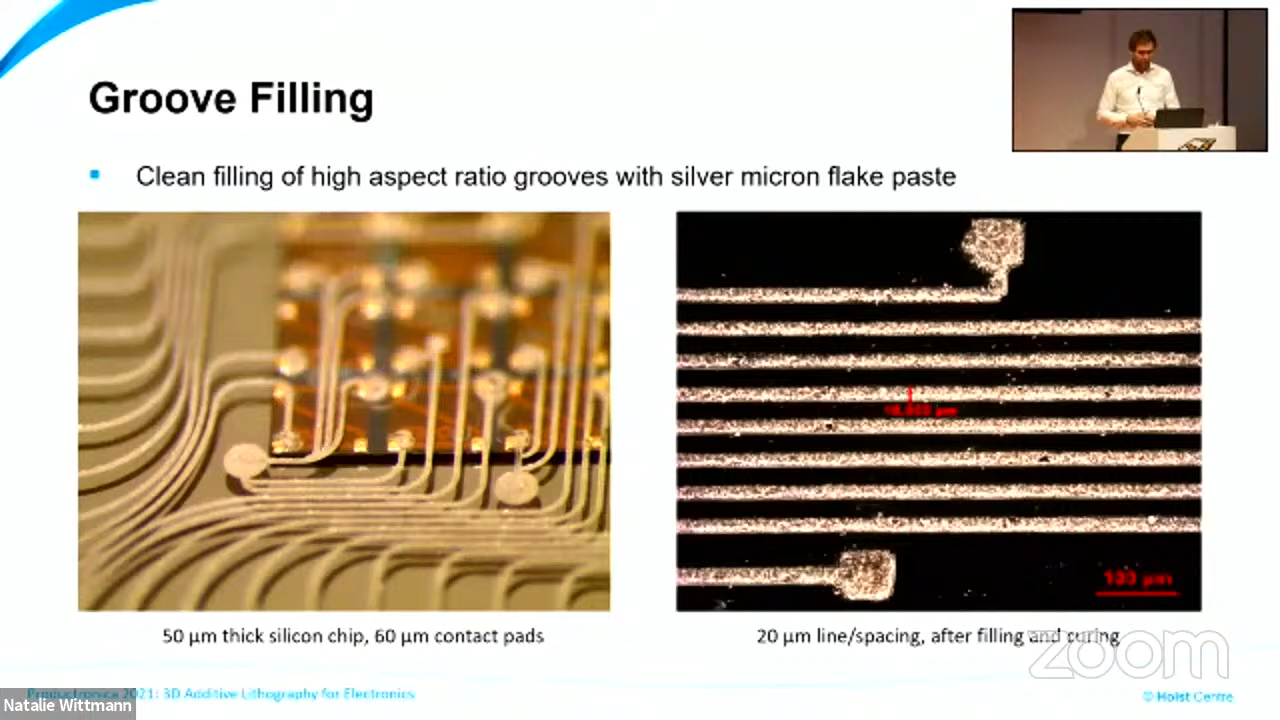 Groove Filling
Clean filling of high aspect ratio grooves with silver micron flake paste
50 µm thick silicon chip, 60 µm contact pads
100 µm
20 µm line/spacing, after filling and curing
zoom
Productronica 2021: 3D Additive Lithography for Electronics
© Holst Centre
Natalie Wittmann